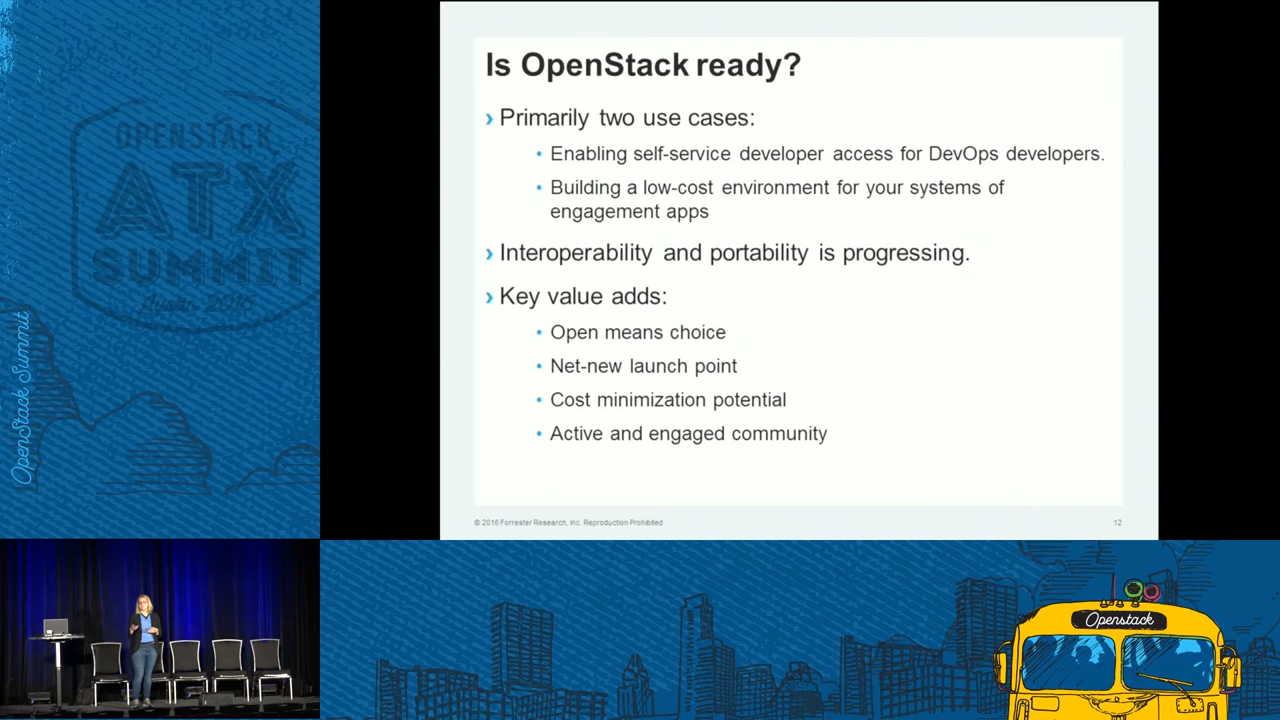 OPENSTACK
ATX
SUMMIT
Austin, 2016
OpenStack Summit
Is OpenStack ready?
› Primarily two use cases:
• Enabling self-service developer access for DevOps developers.
• Building a low-cost environment for your systems of
engagement apps
› Interoperability and portability is progressing.
› Key value adds:
• Open means choice
• Net-new launch point
• Cost minimization potential
• Active and engaged community
© 2016 Forrester Research, Inc. Reproduction Prohibited
12
Openstack